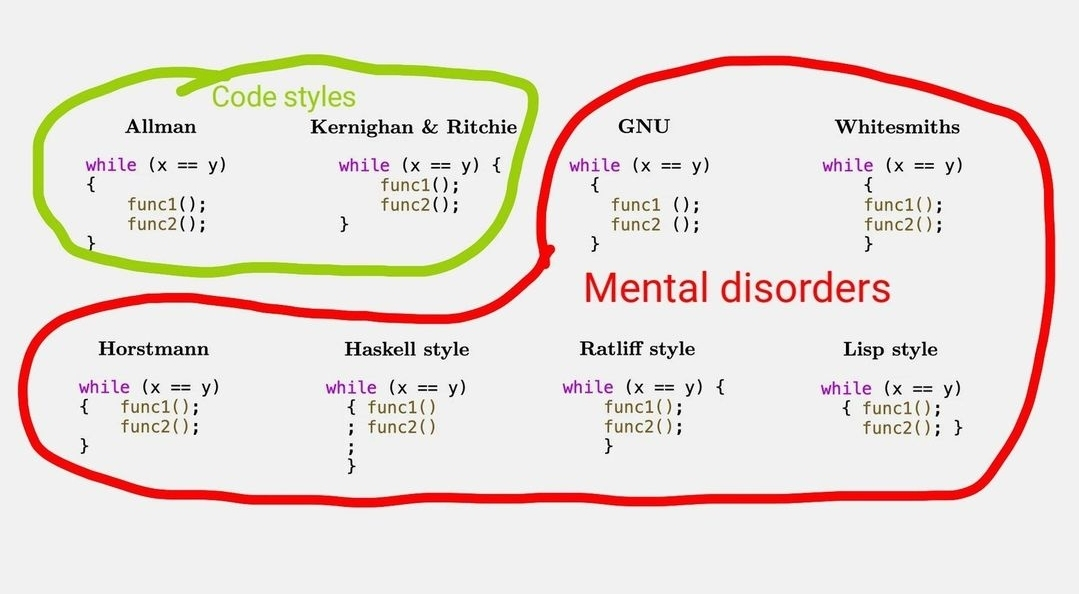 Code styles
Allman
while (x == y)
{
    func1();
    func2();
}
Kernighan & Ritchie
while (x == y) {
    func1();
    func2();
}
GNU
while (x == y)
  {
    func1 ();
    func2 ();
  }
Whitesmiths
while (x == y)
    {
    func1();
    func2();
    }
Mental disorders
Horstmann
while (x == y)
{   func1();
    func2();
}
Haskell style
while (x == y)
  { func1()
  ; func2()
  ;
  }
Ratliff style
while (x == y) {
    func1();
    func2();
    }
Lisp style
while (x == y)
  { func1();
    func2(); }